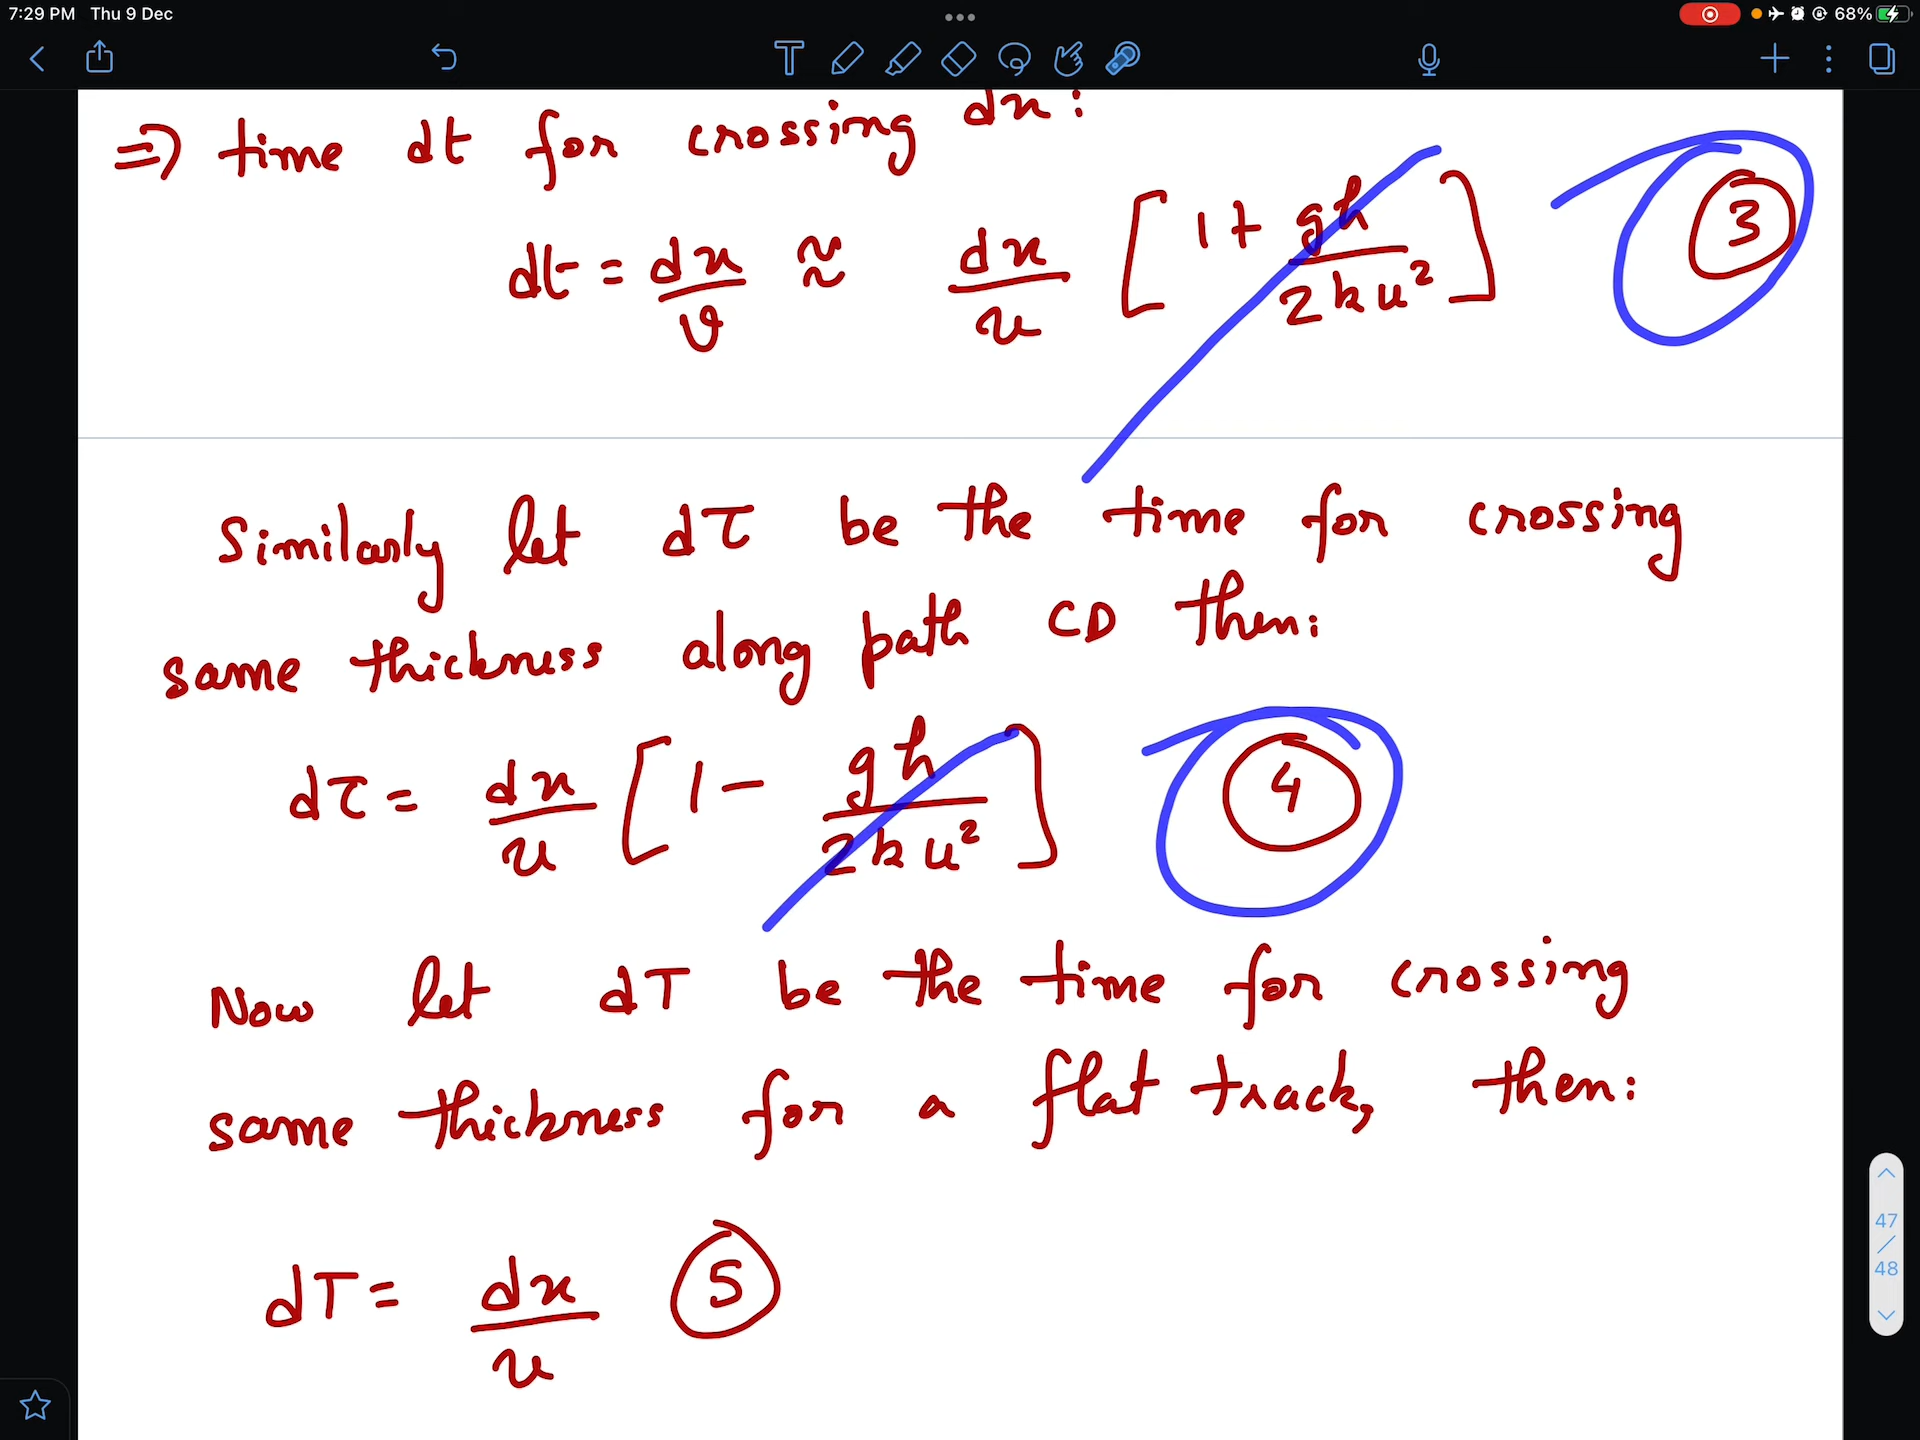 7:29 PM Thu 9 Dec
68%
⇒ time dt for crossing dx:
dt = dx/v ≈ dx/u [1 + gh/2ku²] ③
Similarly let dτ be the time for crossing
same thickness along path CD then:
dτ = dx/u [1 - gh/2ku²] ④
Now let dT be the time for crossing
same thickness for a flat track, then:
dT = dx/u ⑤
47
/
48